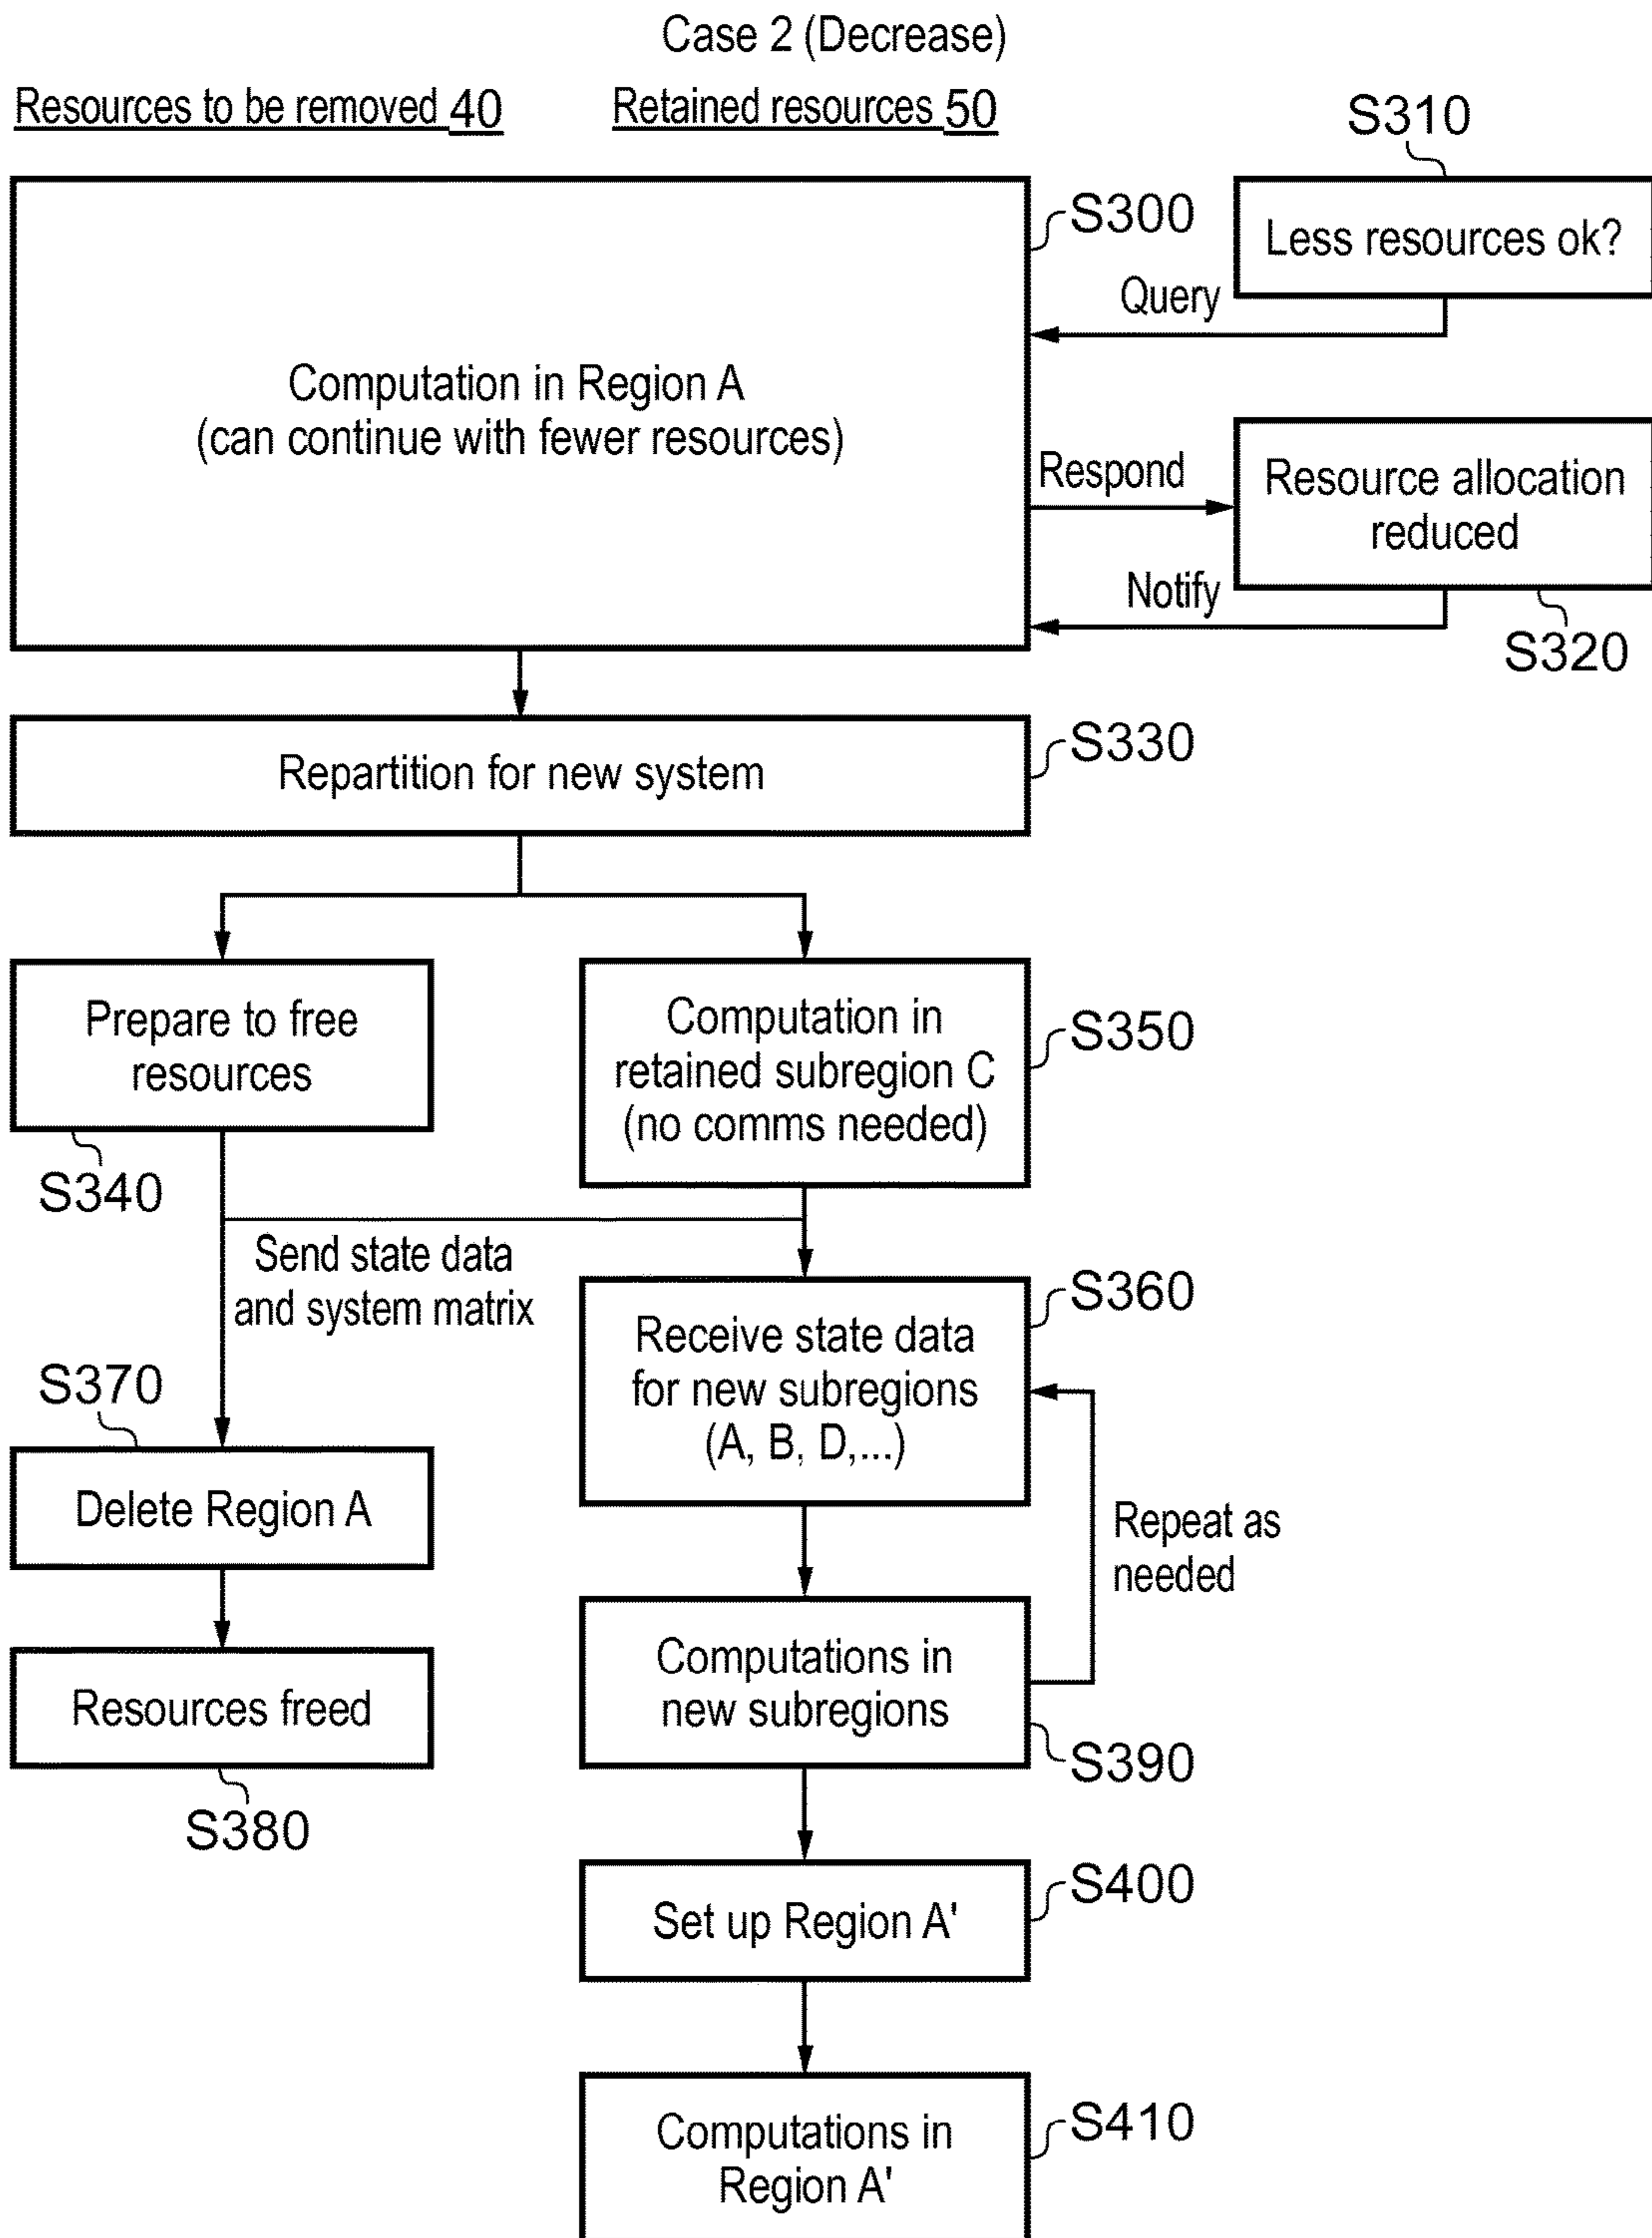 Case 2 (Decrease)
Resources to be removed 40
Retained resources 50
S310
S300
Less resources ok?
Query
Computation in Region A
(can continue with fewer resources)
Respond
Resource allocation
reduced
Notify
S320
Repartition for new system
S330
Prepare to free
resources
S340
Computation in
retained subregion C
(no comms needed)
S350
Send state data
and system matrix
S360
Receive state data
for new subregions
(A, B, D,...)
S370
Delete Region A
Repeat as
needed
Resources freed
S380
Computations in
new subregions
S390
Set up Region A'
S400
Computations in
Region A'
S410